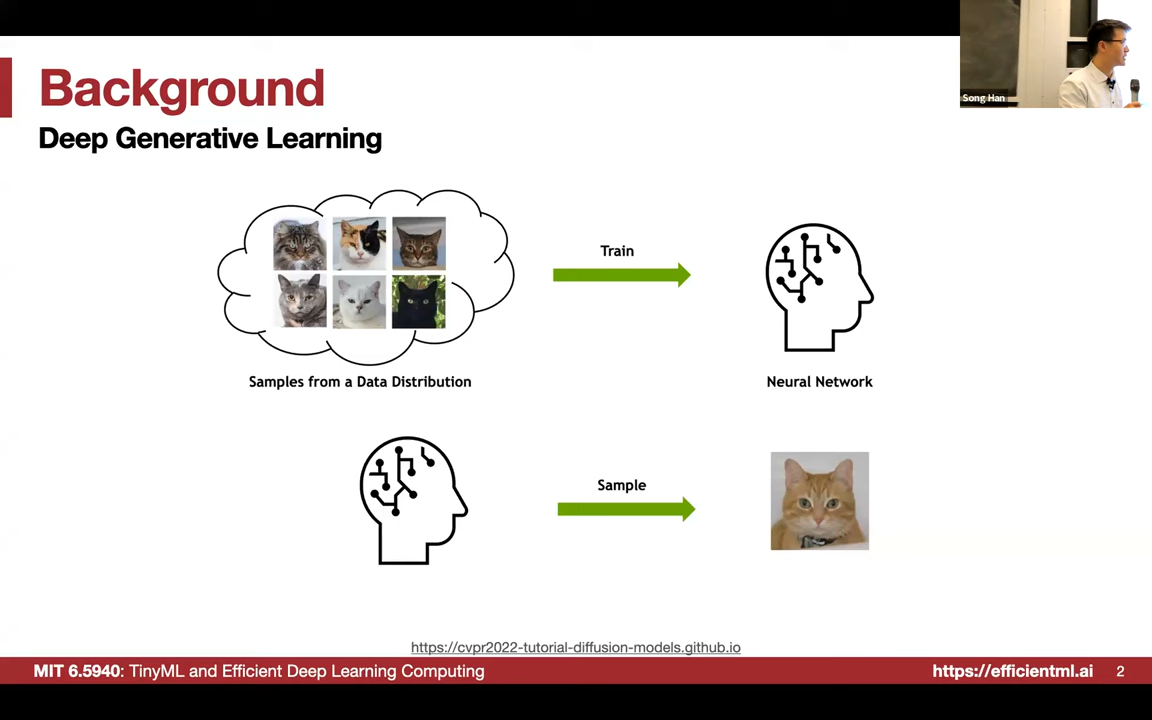 Song Han
Background
Deep Generative Learning
Train
Samples from a Data Distribution
Neural Network
Sample
https://cvpr2022-tutorial-diffusion-models.github.io
MIT 6.5940: TinyML and Efficient Deep Learning Computing
https://efficientml.ai
2